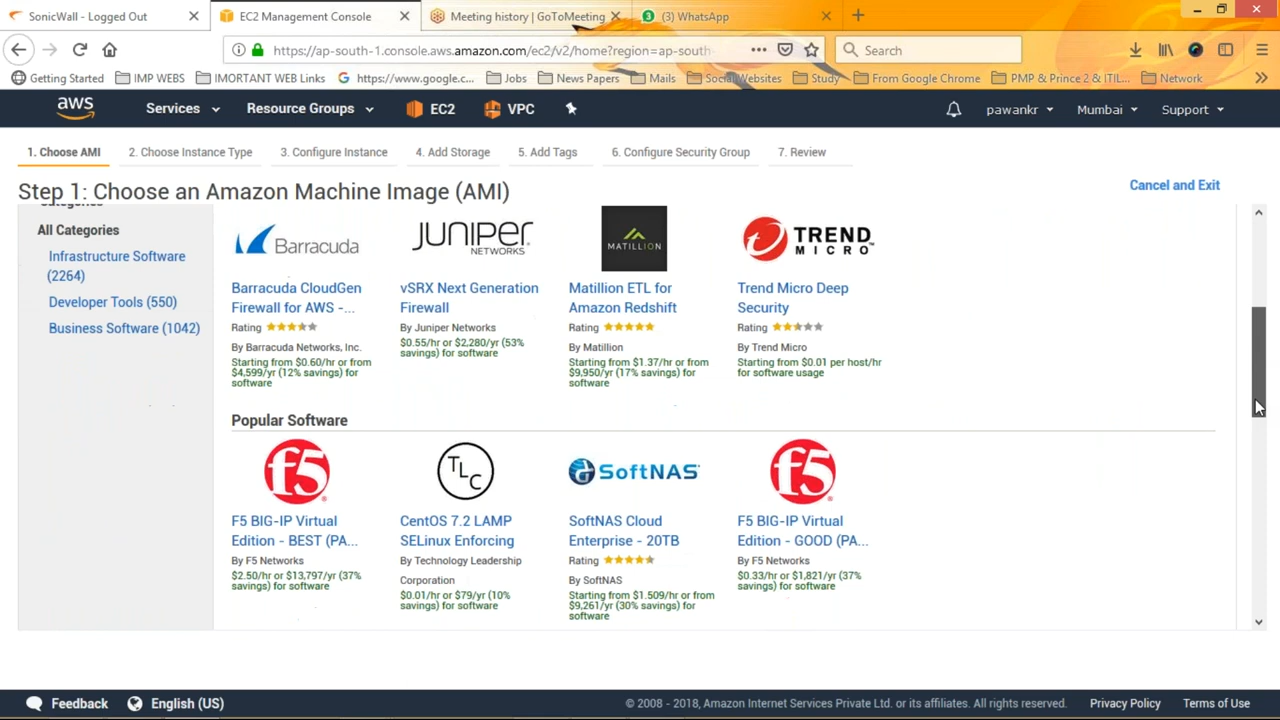 SonicWall - Logged Out
EC2 Management Console
Meeting history | GoToMeeting
(3) WhatsApp
https://ap-south-1.console.aws.amazon.com/ec2/v2/home?region=ap-south-
Search
Getting Started
IMP WEBS
IMORTANT WEB Links
https://www.google.c...
Jobs
News Papers
Mails
Social Websites
Study
From Google Chrome
PMP & Prince 2 & ITIL...
Network
aws
Services
Resource Groups
EC2
VPC
pawankr
Mumbai
Support
1. Choose AMI
2. Choose Instance Type
3. Configure Instance
4. Add Storage
5. Add Tags
6. Configure Security Group
7. Review
Step 1: Choose an Amazon Machine Image (AMI)
Cancel and Exit
Categories
All Categories
Infrastructure Software
(2264)
Developer Tools (550)
Business Software (1042)
Barracuda
Barracuda CloudGen
Firewall for AWS -...
Rating
By Barracuda Networks, Inc.
Starting from $0.60/hr or from
$4,599/yr (12% savings) for
software
JUNIPER
NETWORKS
vSRX Next Generation
Firewall
By Juniper Networks
$0.55/hr or $2,280/yr (53%
savings) for software
MATILLION
Matillion ETL for
Amazon Redshift
Rating
By Matillion
Starting from $1.37/hr or from
$9,950/yr (17% savings) for
software
TREND
MICRO
Trend Micro Deep
Security
Rating
By Trend Micro
Starting from $0.01 per host/hr
for software usage
Popular Software
f5
F5 BIG-IP Virtual
Edition - BEST (PA...
By F5 Networks
$2.50/hr or $13,797/yr (37%
savings) for software
TLC
CentOS 7.2 LAMP
SELinux Enforcing
By Technology Leadership
Corporation
$0.01/hr or $79/yr (10%
savings) for software
SoftNAS
SoftNAS Cloud
Enterprise - 20TB
Rating
By SoftNAS
Starting from $1.509/hr or from
$9,261/yr (30% savings) for
software
f5
F5 BIG-IP Virtual
Edition - GOOD (PA...
By F5 Networks
$0.33/hr or $1,821/yr (37%
savings) for software
Feedback
English (US)
© 2008 - 2018, Amazon Internet Services Private Ltd. or its affiliates. All rights reserved.
Privacy Policy
Terms of Use